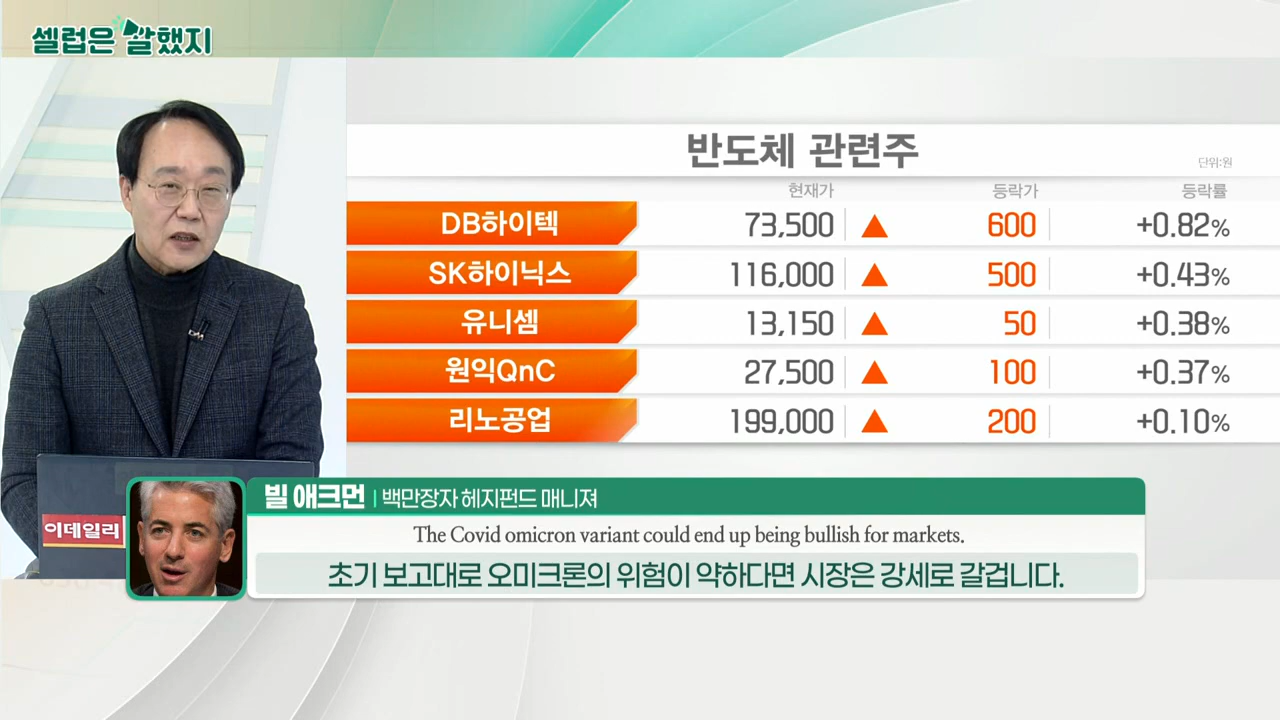 셀럽은 말했지
반도체 관련주
단위:원
현재가 등락가 등락률
DB하이텍 73,500 ▲ 600 +0.82%
SK하이닉스 116,000 ▲ 500 +0.43%
유니셈 13,150 ▲ 50 +0.38%
원익QnC 27,500 ▲ 100 +0.37%
리노공업 199,000 ▲ 200 +0.10%
이데일리
빌 애크먼 | 백만장자 헤지펀드 매니져
The Covid omicron variant could end up being bullish for markets.
초기 보고대로 오미크론의 위험이 약하다면 시장은 강세로 갈겁니다.